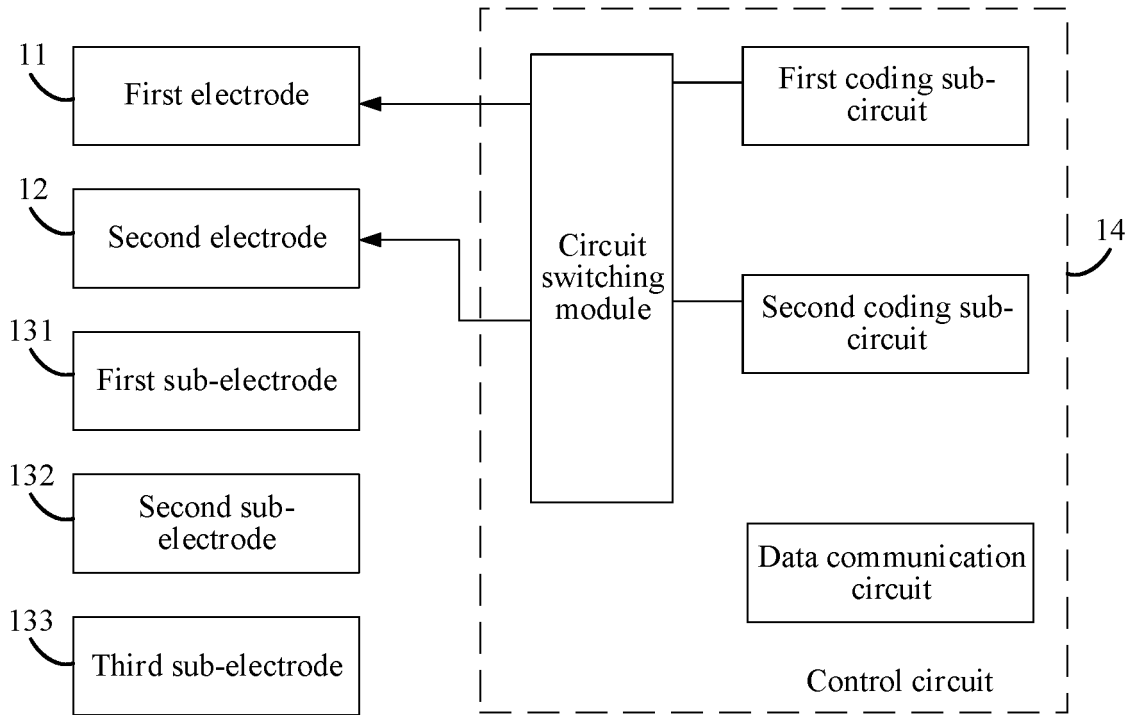 11
First electrode
12
Second electrode
131
First sub-electrode
132
Second sub-
electrode
133
Third sub-electrode
Circuit
switching
module
First coding sub-
circuit
Second coding sub-
circuit
Data communication
circuit
Control circuit
14